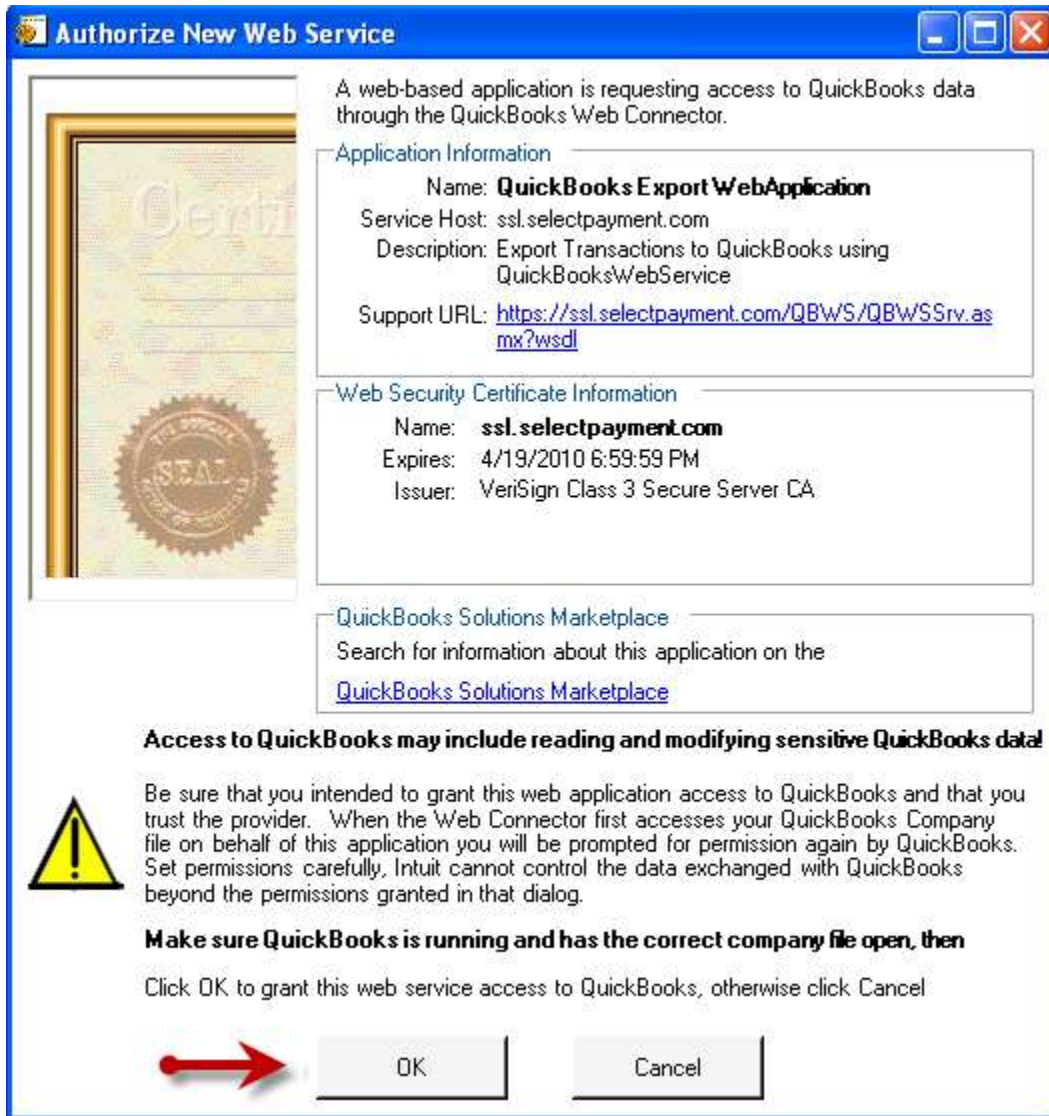 Authorize New Web Service
A web-based application is requesting access to QuickBooks data
through the QuickBooks Web Connector.
Application Information
Name: QuickBooks Export WebApplication
Service Host: ssl.selectpayment.com
Description: Export Transactions to QuickBooks using
QuickBooksWebService
Support URL: https://ssl.selectpayment.com/QBWS/QBWSSrv.as
mx?wsdl
Certi
SEAL
Web Security Certificate Information
Name: ssl.selectpayment.com
Expires: 4/19/2010 6:59:59 PM
Issuer: VeriSign Class 3 Secure Server CA
QuickBooks Solutions Marketplace
Search for information about this application on the
QuickBooks Solutions Marketplace
Access to QuickBooks may include reading and modifying sensitive QuickBooks data!
Be sure that you intended to grant this web application access to QuickBooks and that you
trust the provider. When the Web Connector first accesses your QuickBooks Company
file on behalf of this application you will be prompted for permission again by QuickBooks.
Set permissions carefully, Intuit cannot control the data exchanged with QuickBooks
beyond the permissions granted in that dialog.
Make sure QuickBooks is running and has the correct company file open, then
Click OK to grant this web service access to QuickBooks, otherwise click Cancel
OK
Cancel